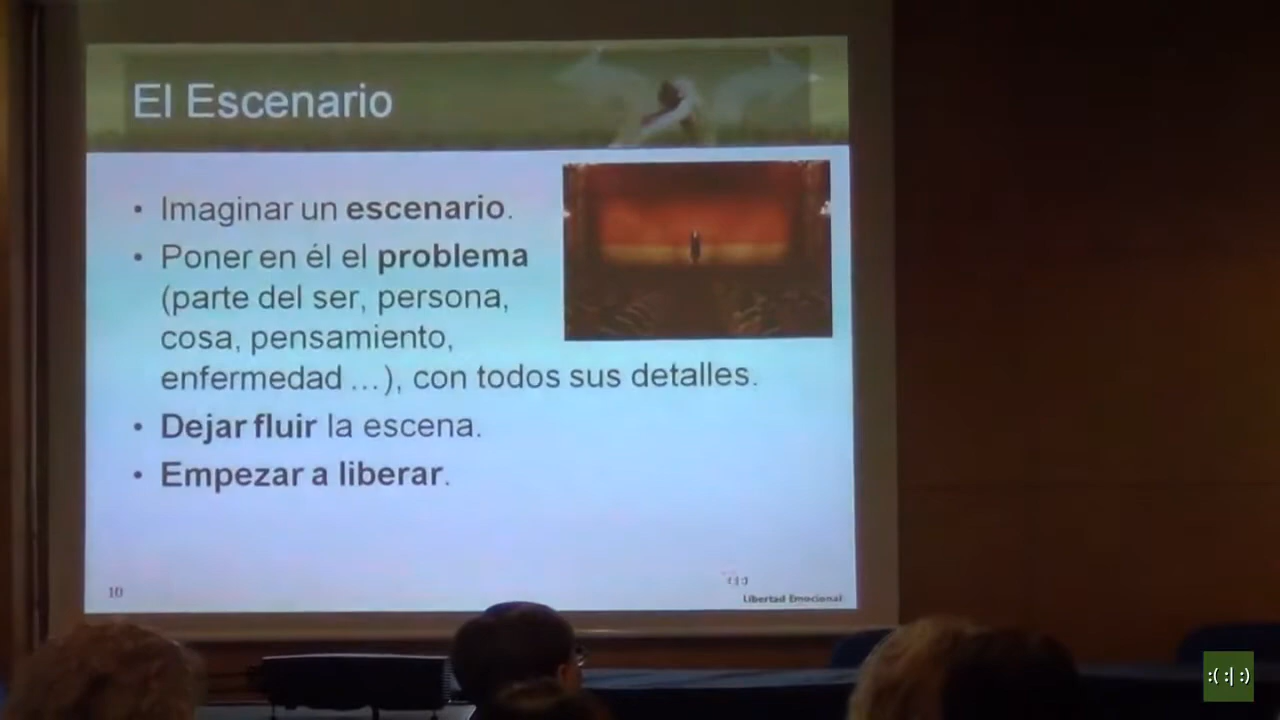 El Escenario
• Imaginar un escenario.
• Poner en él el problema
(parte del ser, persona,
cosa, pensamiento,
enfermedad ...), con todos sus detalles.
• Dejar fluir la escena.
• Empezar a liberar.
10
Libertad Emocional
:( :| :)